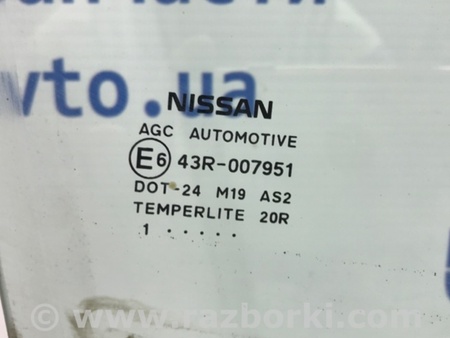 vto.ua
NISSAN
AGC AUTOMOTIVE
E6 43R-007951
DOT-24 M19 AS2
TEMPERLITE 20R
1 . . . . .
www.razborki.com